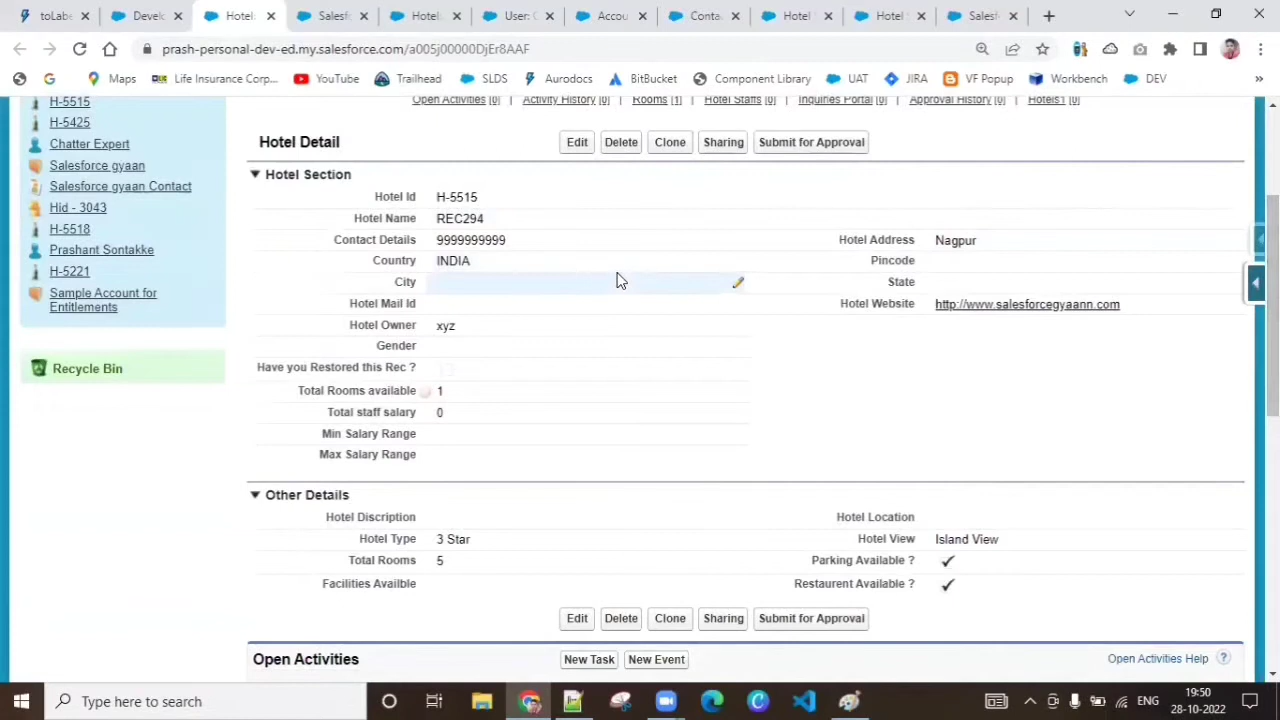 toLabe
Develo
Hotel:
Salesf
Hotel:
User: C
Accou
Conta
Hotel
Hotel S
Salesf
prash-personal-dev-ed.my.salesforce.com/a005j00000DjEr8AAF
Maps
Life Insurance Corp...
YouTube
Trailhead
SLDS
Aurodocs
BitBucket
Component Library
UAT
JIRA
VF Popup
Workbench
DEV
»
H-5515
H-5425
Chatter Expert
Salesforce gyaan
Salesforce gyaan Contact
Hid - 3043
H-5518
Prashant Sontakke
H-5221
Sample Account for
Entitlements
Recycle Bin
Open Activities [0] | Activity History [0] | Rooms [1] | Hotel Staffs [0] | Inquiries Portal [0] | Approval History [0] | Hotels1 [0]
Hotel Detail
Edit Delete Clone Sharing Submit for Approval
Hotel Section
Hotel Id H-5515
Hotel Name REC294
Contact Details 9999999999 Hotel Address Nagpur
Country INDIA Pincode
City State
Hotel Mail Id Hotel Website http://www.salesforcegyaann.com
Hotel Owner xyz
Gender
Have you Restored this Rec ?
Total Rooms available 1
Total staff salary 0
Min Salary Range
Max Salary Range
Other Details
Hotel Discription Hotel Location
Hotel Type 3 Star Hotel View Island View
Total Rooms 5 Parking Available ?
Facilities Availble Restaurent Available ?
Edit Delete Clone Sharing Submit for Approval
Open Activities New Task New Event Open Activities Help ?
Type here to search
ENG
19:50
28-10-2022